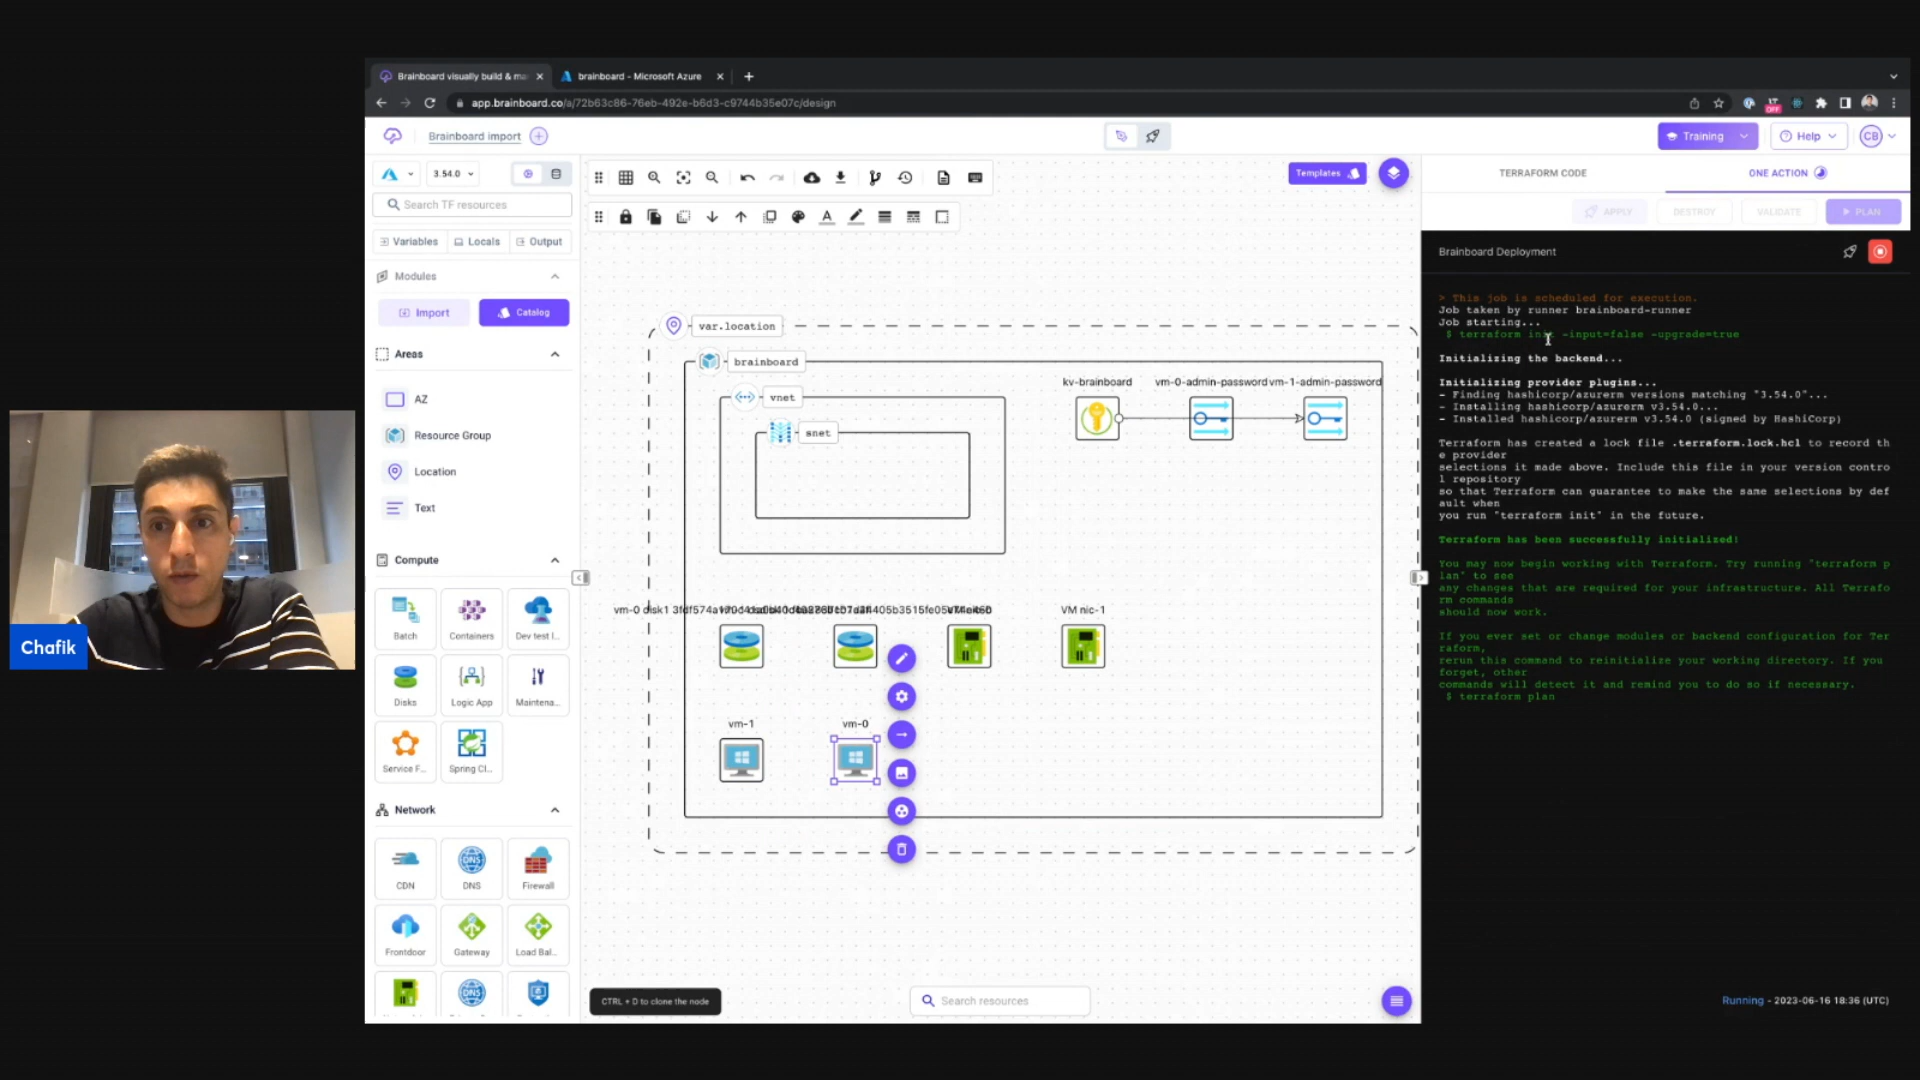 Brainboard visually build & ma
brainboard - Microsoft Azure
app.brainboard.co/a/72b63c86-76eb-492e-b6d3-c9744b35e07c/design
OFF
Brainboard import
Training
Help
CB
3.54.0
Search TF resources
Variables
Locals
Output
Modules
Import
Catalog
Areas
AZ
Resource Group
Location
Text
Compute
Batch
Containers
Dev test l...
Disks
Logic App
Maintena...
Service F...
Spring Cl...
Network
CDN
DNS
Firewall
Frontdoor
Gateway
Load Bal...
Templates
var.location
brainboard
vnet
snet
kv-brainboard
vm-0-admin-password
vm-1-admin-password
vm-0 disk1
VM nic-1
vm-1
vm-0
CTRL + D to clone the node
Search resources
TERRAFORM CODE
ONE ACTION
APPLY
DESTROY
VALIDATE
PLAN
Brainboard Deployment
> This job is scheduled for execution.
Job taken by runner brainboard-runner
Job starting...
$ terraform init -input=false -upgrade=true
Initializing the backend...
Initializing provider plugins...
- Finding hashicorp/azurerm versions matching "3.54.0"...
- Installing hashicorp/azurerm v3.54.0...
- Installed hashicorp/azurerm v3.54.0 (signed by HashiCorp)
Terraform has created a lock file .terraform.lock.hcl to record th
e provider
selections it made above. Include this file in your version contro
l repository
so that Terraform can guarantee to make the same selections by def
ault when
you run "terraform init" in the future.
Terraform has been successfully initialized!
You may now begin working with Terraform. Try running "terraform p
lan" to see
any changes that are required for your infrastructure. All Terrafo
rm commands
should now work.
If you ever set or change modules or backend configuration for Ter
raform,
rerun this command to reinitialize your working directory. If you
forget, other
commands will detect it and remind you to do so if necessary.
$ terraform plan
Running - 2023-06-16 18:36 (UTC)
Chafik